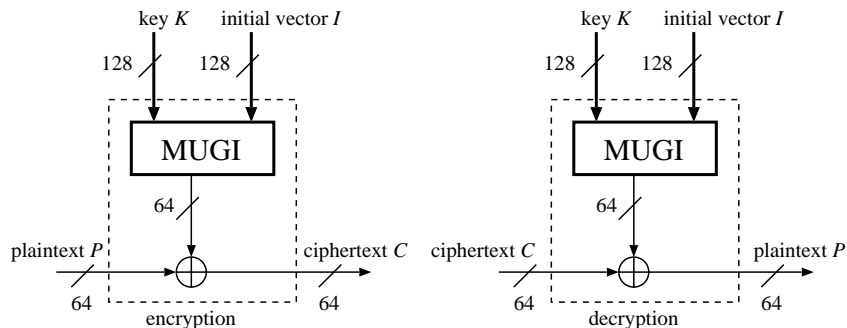 key K initial vector I key K initial vector I
128 128 128 128
MUGI MUGI
64 64
plaintext P ciphertext C ciphertext C plaintext P
64 64 64 64
encryption decryption